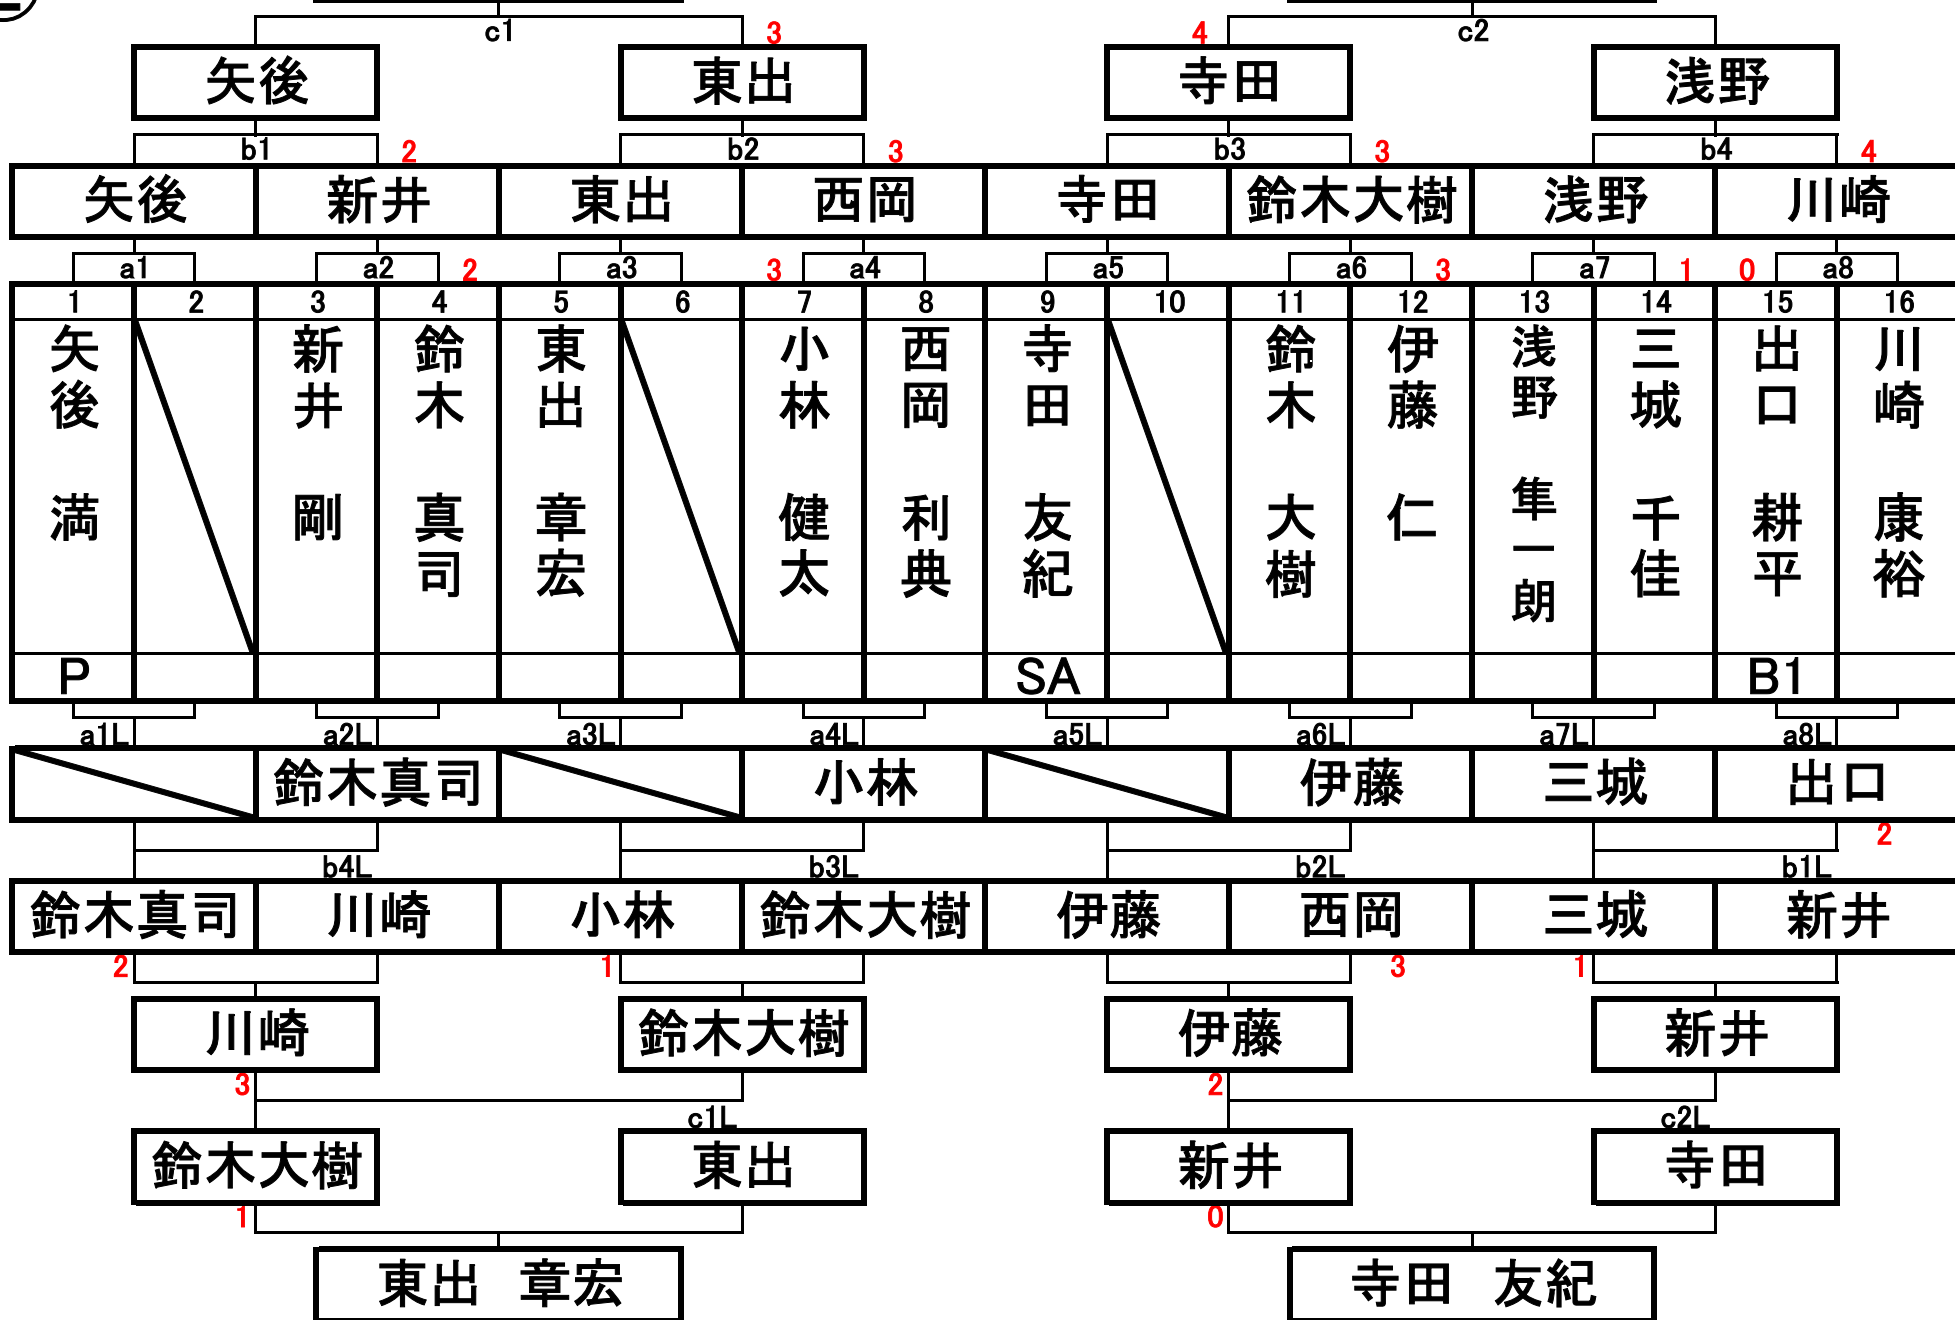 c1 3 4 c2
矢後 東出 寺田 浅野
b1 2 b2 3 b3 3 b4 4
矢後 新井 東出 西岡 寺田 鈴木大樹 浅野 川崎
a1 a2 2 a3 3 a4 a5 a6 3 a7 1 0 a8
1 2 3 4 5 6 7 8 9 10 11 12 13 14 15 16
矢後 満
新井 剛
鈴木 真司
東出 章宏
小林 健太
西岡 利典
寺田 友紀
鈴木 大樹
伊藤 仁
浅野 隼一朗
三城 千佳
出口 耕平
川崎 康裕
P SA B1
a1L a2L a3L a4L a5L a6L a7L a8L
鈴木真司 小林 伊藤 三城 出口
2
b4L b3L b2L b1L
鈴木真司 川崎 小林 鈴木大樹 伊藤 西岡 三城 新井
2 1 3 1
川崎 鈴木大樹 伊藤 新井
3 2
c1L c2L
鈴木大樹 東出 新井 寺田
1 0
東出 章宏 寺田 友紀